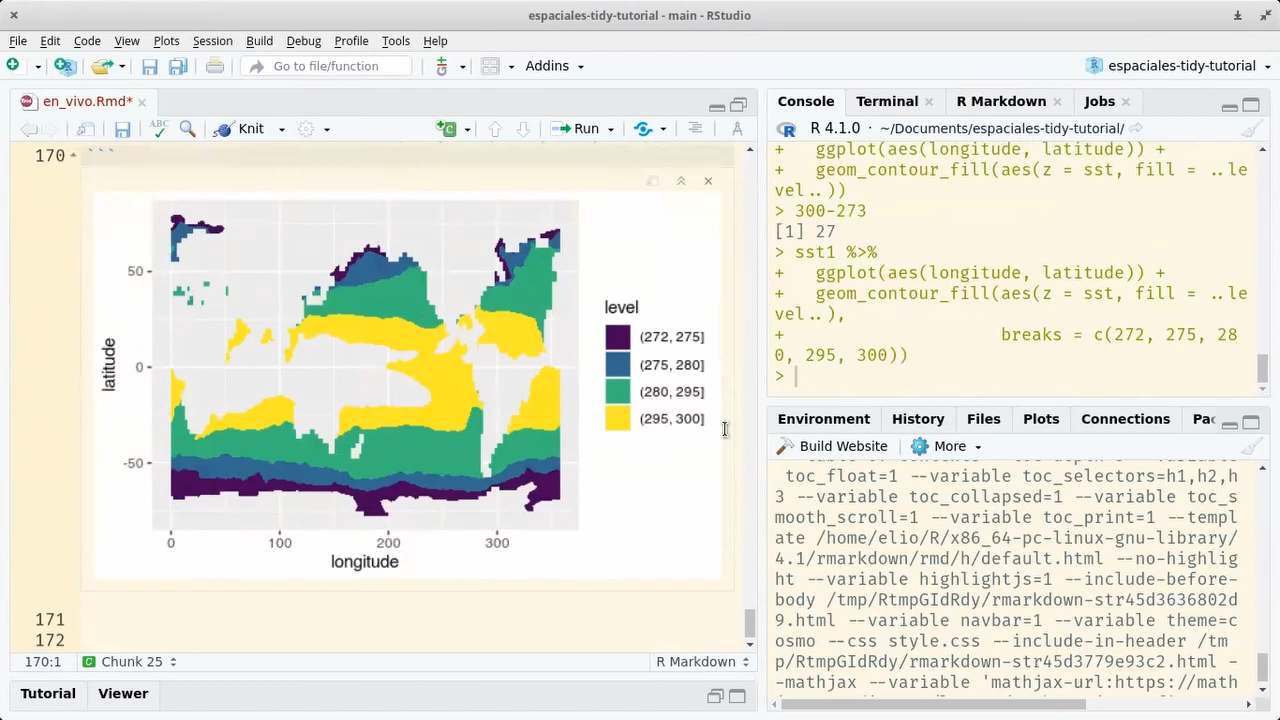 espaciales-tidy-tutorial - main - RStudio
File Edit Code View Plots Session Build Debug Profile Tools Help
Go to file/function Addins espaciales-tidy-tutorial
en_vivo.Rmd*
Knit Run
170 ```
level
(272, 275]
(275, 280]
(280, 295]
(295, 300]
50
0
-50
latitude
0 100 200 300
longitude
171
172
170:1 Chunk 25 R Markdown
Tutorial Viewer
Console Terminal R Markdown Jobs
R 4.1.0 · ~/Documents/espaciales-tidy-tutorial/
+ ggplot(aes(longitude, latitude)) +
+ geom_contour_fill(aes(z = sst, fill = ..le
vel..))
> 300-273
[1] 27
> sst1 %>%
+ ggplot(aes(longitude, latitude)) +
+ geom_contour_fill(aes(z = sst, fill = ..le
vel..),
+ breaks = c(272, 275, 28
0, 295, 300))
>
Environment History Files Plots Connections Pac
Build Website More
toc_float=1 --variable toc_selectors=h1,h2,h
3 --variable toc_collapsed=1 --variable toc_s
mooth_scroll=1 --variable toc_print=1 --templ
ate /home/elio/R/x86_64-pc-linux-gnu-library/
4.1/rmarkdown/rmd/h/default.html --no-highlig
ht --variable highlightjs=1 --include-before-
body /tmp/RtmpGIdRdy/rmarkdown-str45d3636802d
9.html --variable navbar=1 --variable theme=c
osmo --css style.css --include-in-header /tm
p/RtmpGIdRdy/rmarkdown-str45d3779e93c2.html -
-mathjax --variable 'mathjax-url:https://math